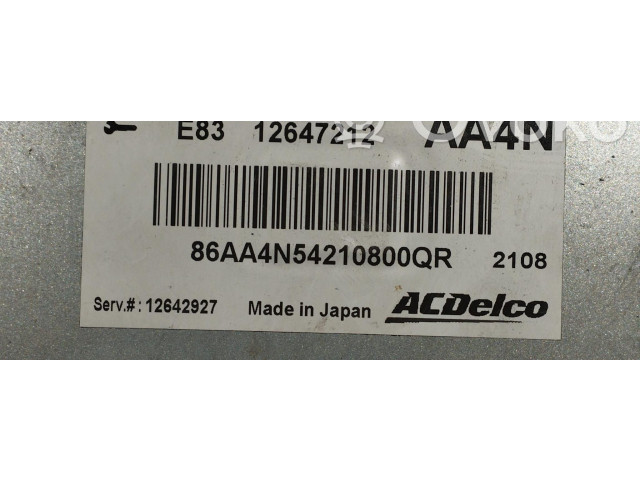 E83 12647212 AA4N
86AA4N54210800QR 2108
Serv.#: 12642927 Made in Japan ACDelco